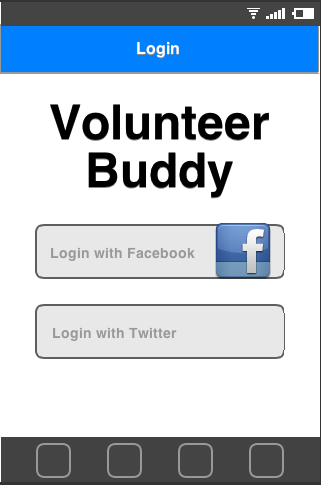 Login
Volunteer
Buddy
Login with Facebook
f
Login with Twitter